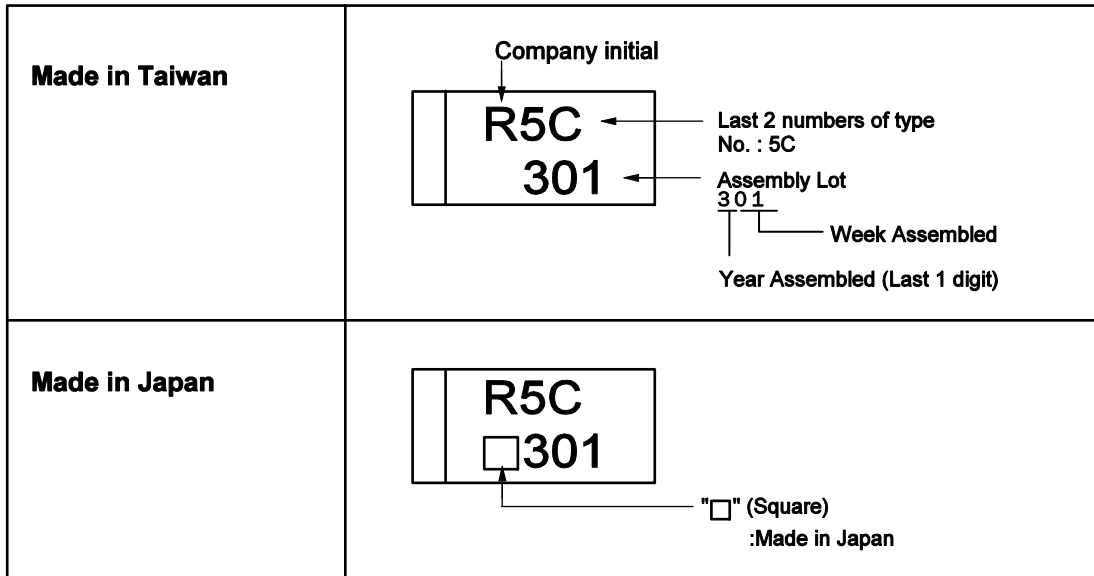 Made in Taiwan
Company initial
R5C
Last 2 numbers of type
No. : 5C
301
Assembly Lot
301
Week Assembled
Year Assembled (Last 1 digit)
Made in Japan
R5C
□301
"□" (Square)
:Made in Japan